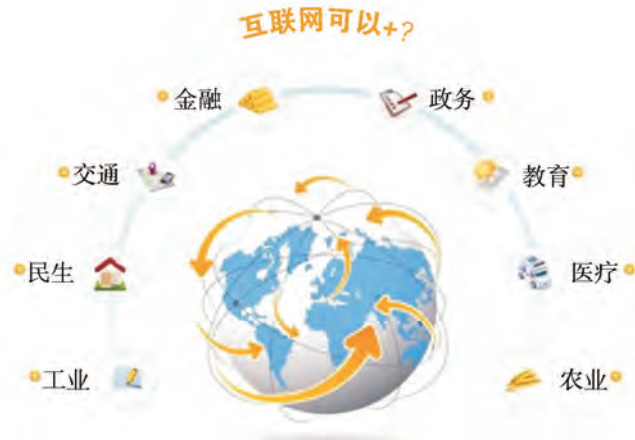 互联网可以+?
金融
政务
交通
教育
民生
医疗
工业
农业